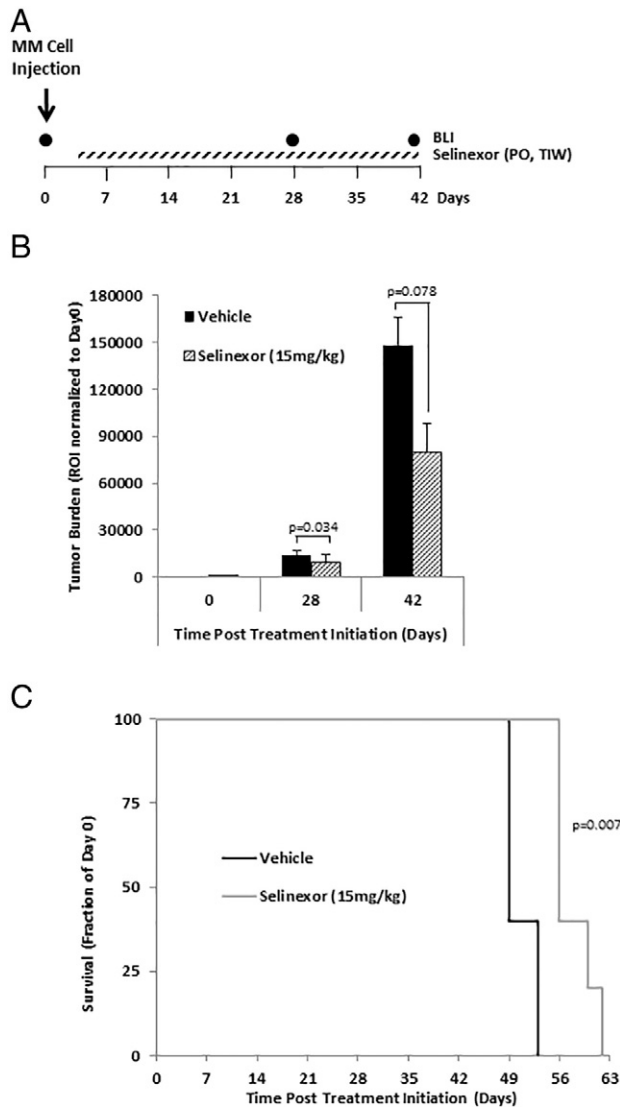 A
MM Cell
Injection
BLI
Selinexor (PO, TIW)
0 7 14 21 28 35 42 Days
B
180000
150000
120000
90000
60000
30000
0
Tumor Burden (ROI normalized to Day0)
Vehicle
Selinexor (15mg/kg)
p=0.078
p=0.034
0 28 42
Time Post Treatment Initiation (Days)
C
100
75
50
25
0
Survival (Fraction of Day 0)
Vehicle
Selinexor (15mg/kg)
p=0.007
0 7 14 21 28 35 42 49 56 63
Time Post Treatment Initiation (Days)